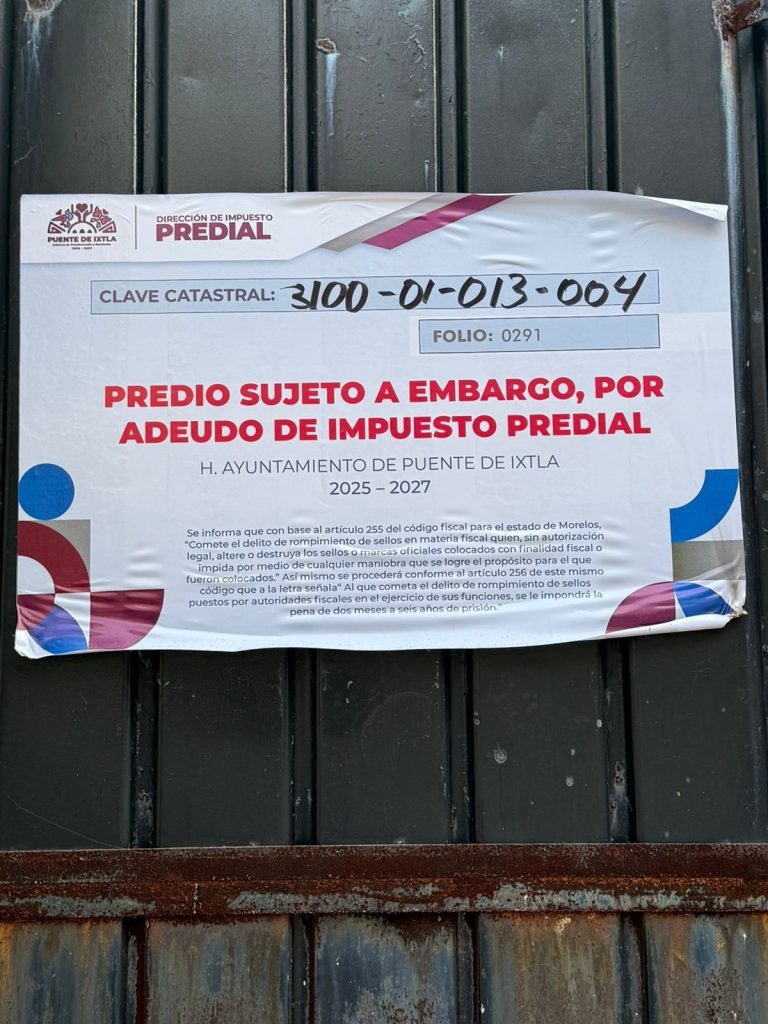 PUENTE DE IXTLA
2025 - 2027
DIRECCIÓN DE IMPUESTO
PREDIAL
CLAVE CATASTRAL: 3100-01-013-004
FOLIO: 0291
PREDIO SUJETO A EMBARGO, POR
ADEUDO DE IMPUESTO PREDIAL
H. AYUNTAMIENTO DE PUENTE DE IXTLA
2025 – 2027
Se informa que con base al artículo 255 del código fiscal para el estado de Morelos,
“Comete el delito de rompimiento de sellos en materia fiscal quien, sin autorización
legal, altere o destruya los sellos o marcas oficiales colocados con finalidad fiscal o
impida por medio de cualquier maniobra que se logre el propósito para el que
fueron colocados.” Así mismo se procederá conforme al artículo 256 de este mismo
código que a la letra señala“ Al que cometa el delito de rompimiento de sellos
puestos por autoridades fiscales en el ejercicio de sus funciones, se le impondrá la
pena de dos meses a seis años de prisión.”